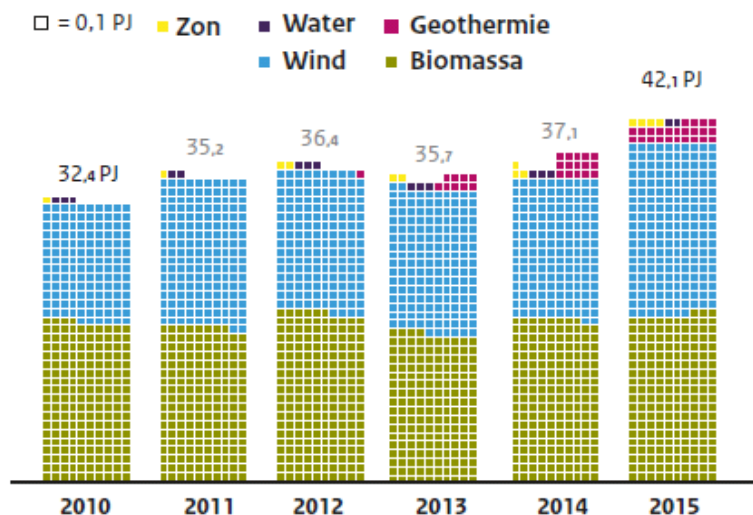 = 0,1 PJ Zon Water Geothermie
Wind Biomassa
42,1 PJ
36,4
37,1
35,2
35,7
32,4 PJ
2010 2011 2012 2013 2014 2015